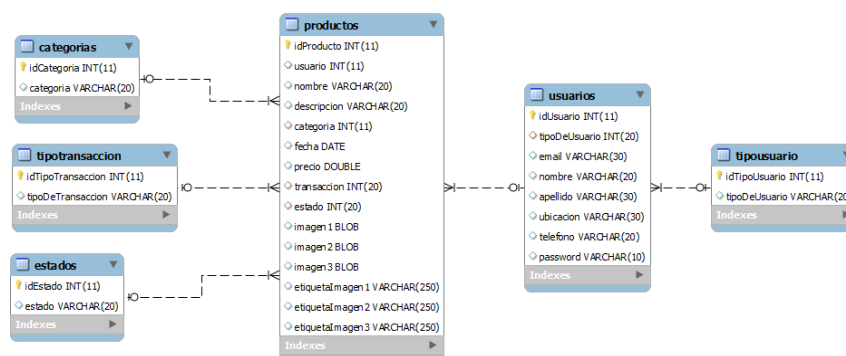 categorias
idCategoria INT(11)
categoria VARCHAR(20)
Indexes
tipotransaccion
idTipoTransaccion INT(11)
tipoDeTransaccion VARCHAR(20)
Indexes
estados
idEstado INT(11)
estado VARCHAR(20)
Indexes
productos
idProducto INT(11)
usuario INT(11)
nombre VARCHAR(20)
descripcion VARCHAR(20)
categoria INT(11)
fecha DATE
precio DOUBLE
transaccion INT(20)
estado INT(20)
imagen1 BLOB
imagen2 BLOB
imagen3 BLOB
etiquetaImagen1 VARCHAR(250)
etiquetaImagen2 VARCHAR(250)
etiquetaImagen3 VARCHAR(250)
Indexes
usuarios
idUsuario INT(11)
tipoDeUsuario INT(20)
email VARCHAR(30)
nombre VARCHAR(20)
apellido VARCHAR(30)
ubicacion VARCHAR(30)
telefono VARCHAR(20)
password VARCHAR(10)
Indexes
tipousuario
idTipoUsuario INT(11)
tipoDeUsuario VARCHAR(20
Indexes